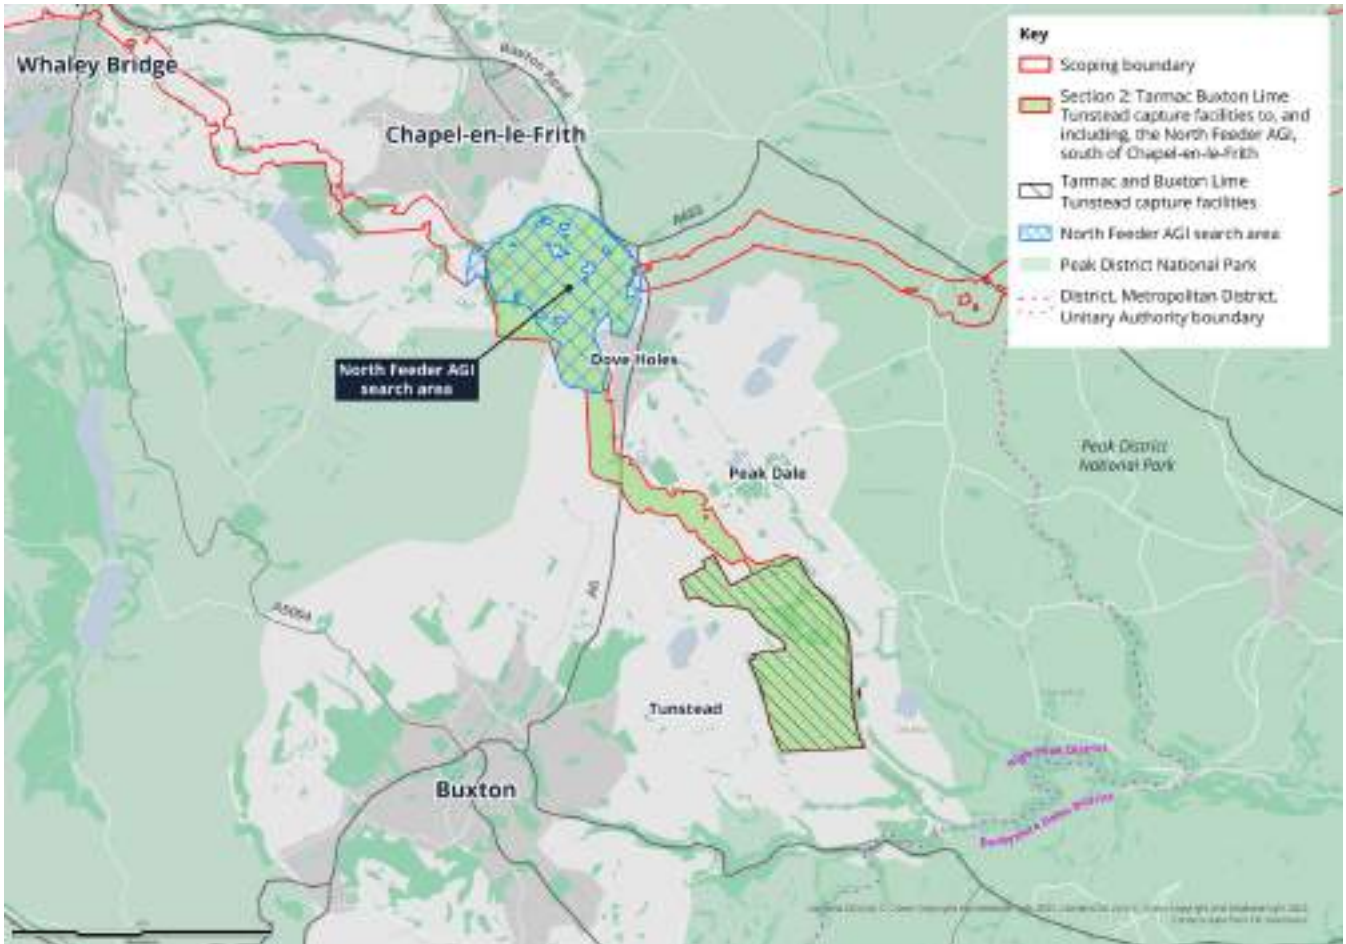 Key
Scoping boundary
Section 2: Tarmac Buxton Lime
Tunstead capture facilities to, and
including, the North Feeder AGI,
south of Chapel-en-le-Frith
Tarmac and Buxton Lime
Tunstead capture facilities
North Feeder AGI search area
Peak District National Park
District, Metropolitan District,
Unitary Authority boundary
Whaley Bridge
Buxton Road
Chapel-en-le-Frith
A623
North Feeder AGI
search area
Dove Holes
Peak District
National Park
Peak Dale
A6
A5004
Tunstead
High Peak District
Buxton
Derbyshire Dales District